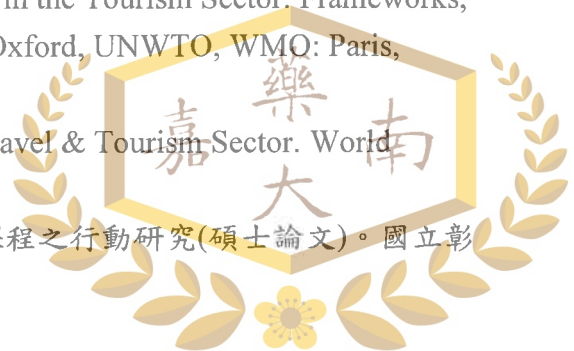 in the Tourism Sector: Frameworks,
Oxford, UNWTO, WMO: Paris,
藥
avel & Tourism Sector. World
嘉 南
大
程之行動研究(碩士論文)。國立彰